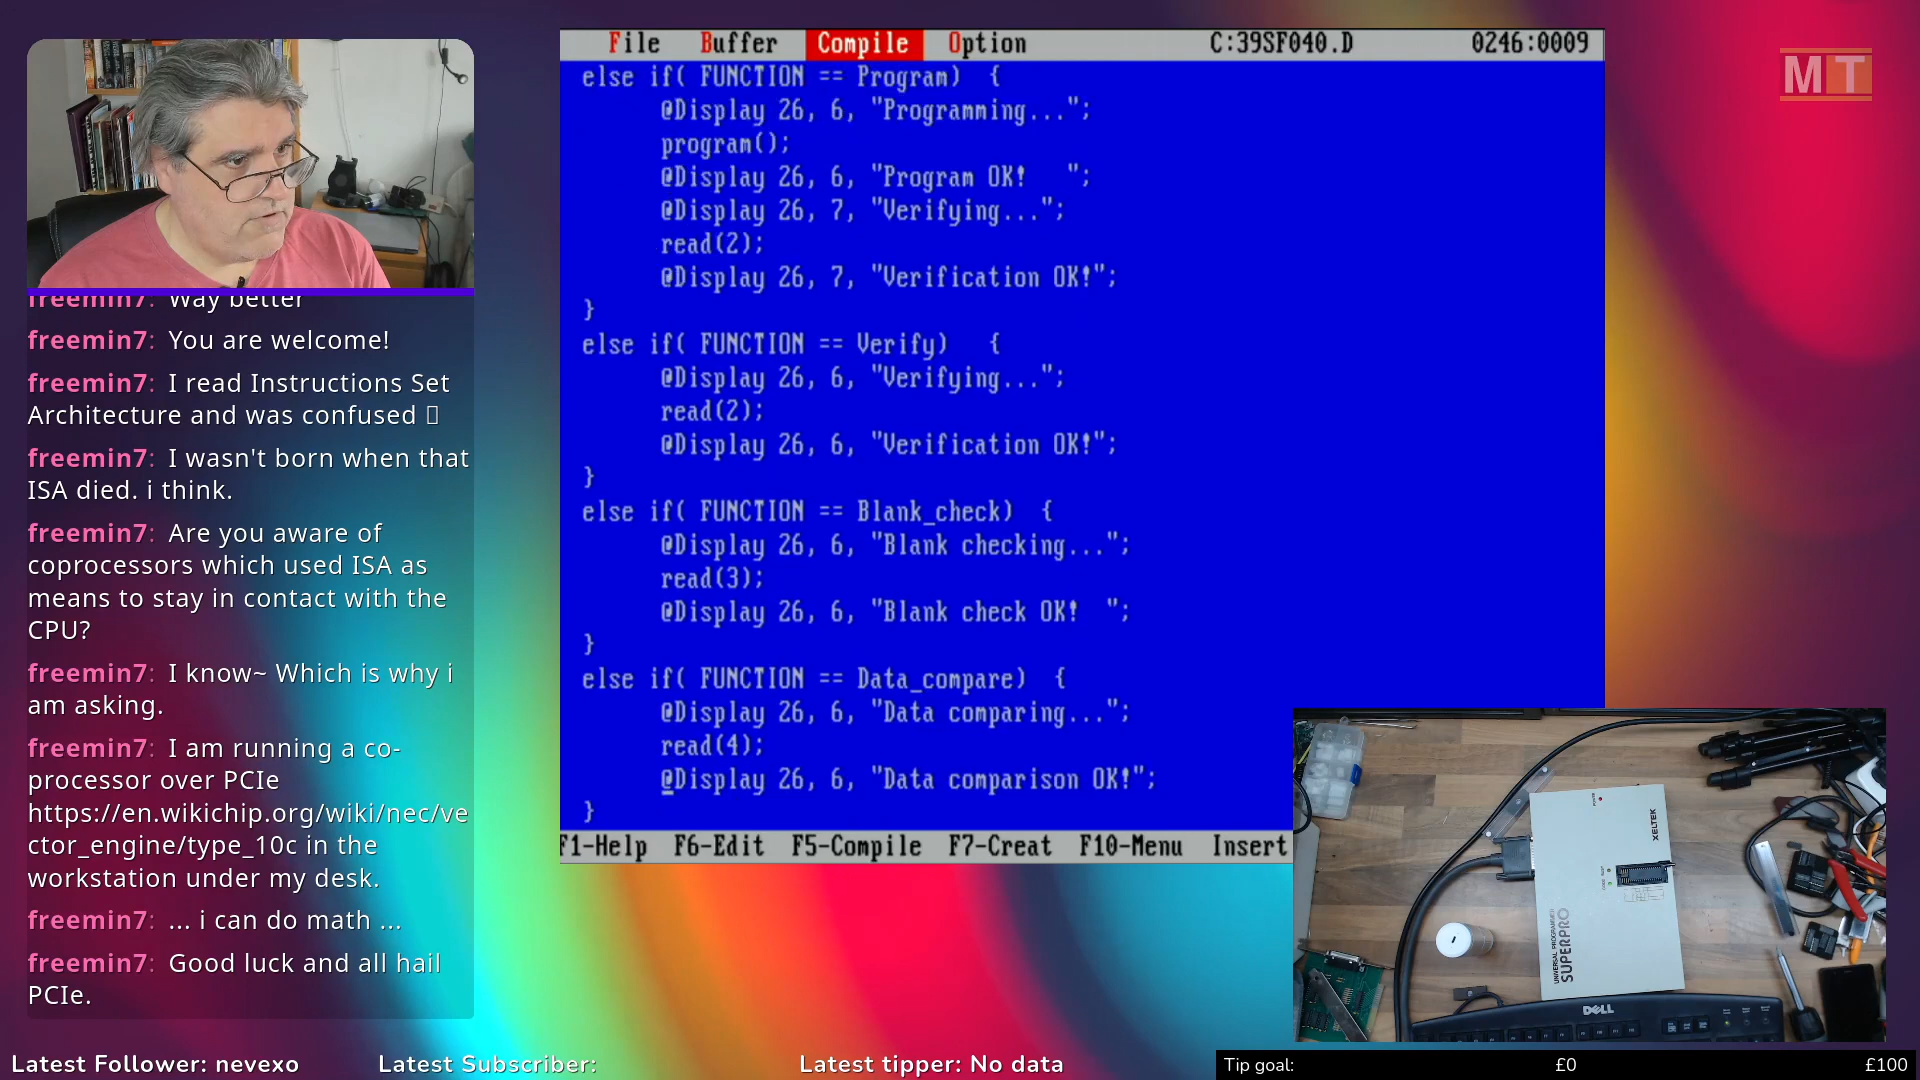 File Buffer Compile Option C:39SF040.D 0246:0009
else if( FUNCTION == Program) {
@Display 26, 6, "Programming...";
program();
@Display 26, 6, "Program OK!   ";
@Display 26, 7, "Verifying...";
read(2);
@Display 26, 7, "Verification OK!";
}
else if( FUNCTION == Verify) {
@Display 26, 6, "Verifying...";
read(2);
@Display 26, 6, "Verification OK!";
}
else if( FUNCTION == Blank_check) {
@Display 26, 6, "Blank checking...";
read(3);
@Display 26, 6, "Blank check OK!  ";
}
else if( FUNCTION == Data_compare) {
@Display 26, 6, "Data comparing...";
read(4);
@Display 26, 6, "Data comparison OK!";
}
F1-Help F6-Edit F5-Compile F7-Creat F10-Menu Insert
MT
freemin7: Way better
freemin7: You are welcome!
freemin7: I read Instructions Set
Architecture and was confused
freemin7: I wasn't born when that
ISA died. i think.
freemin7: Are you aware of
coprocessors which used ISA as
means to stay in contact with the
CPU?
freemin7: I know~ Which is why i
am asking.
freemin7: I am running a co-
processor over PCIe
https://en.wikichip.org/wiki/nec/ve
ctor_engine/type_10c in the
workstation under my desk.
freemin7: ... i can do math ...
freemin7: Good luck and all hail
PCIe.
XELTEK
UNIVERSAL PROGRAMMER
SUPERPRO
DELL
Latest Follower: nevexo Latest Subscriber: Latest tipper: No data Tip goal: £0 £100